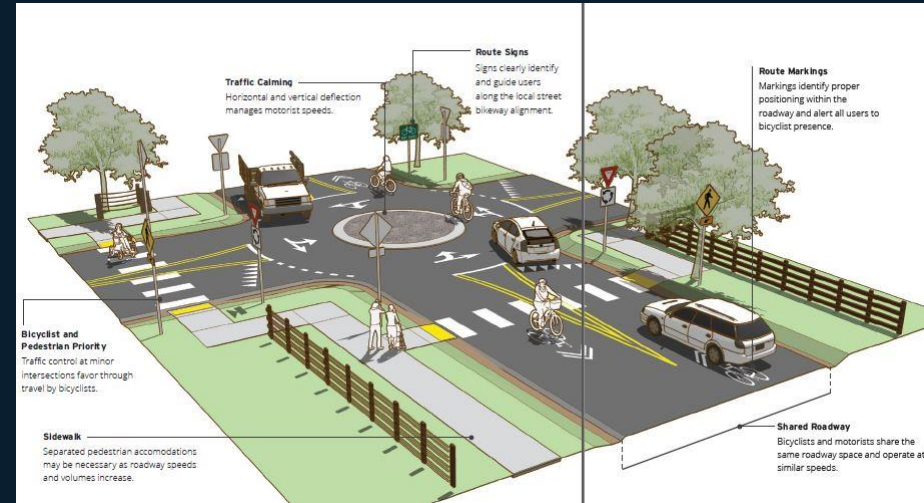 Route Signs
Signs clearly identify
and guide users
along the local street
bikeway alignment.
Traffic Calming
Horizontal and vertical deflection
manages motorist speeds.
Route Markings
Markings identify proper
positioning within the
roadway and alert all users to
bicyclist presence.
Bicyclist and
Pedestrian Priority
Traffic control at minor
intersections favor through
travel by bicyclists.
Sidewalk
Separated pedestrian accomodations
may be necessary as roadway speeds
and volumes increase.
Shared Roadway
Bicyclists and motorists share the
same roadway space and operate at
similar speeds.